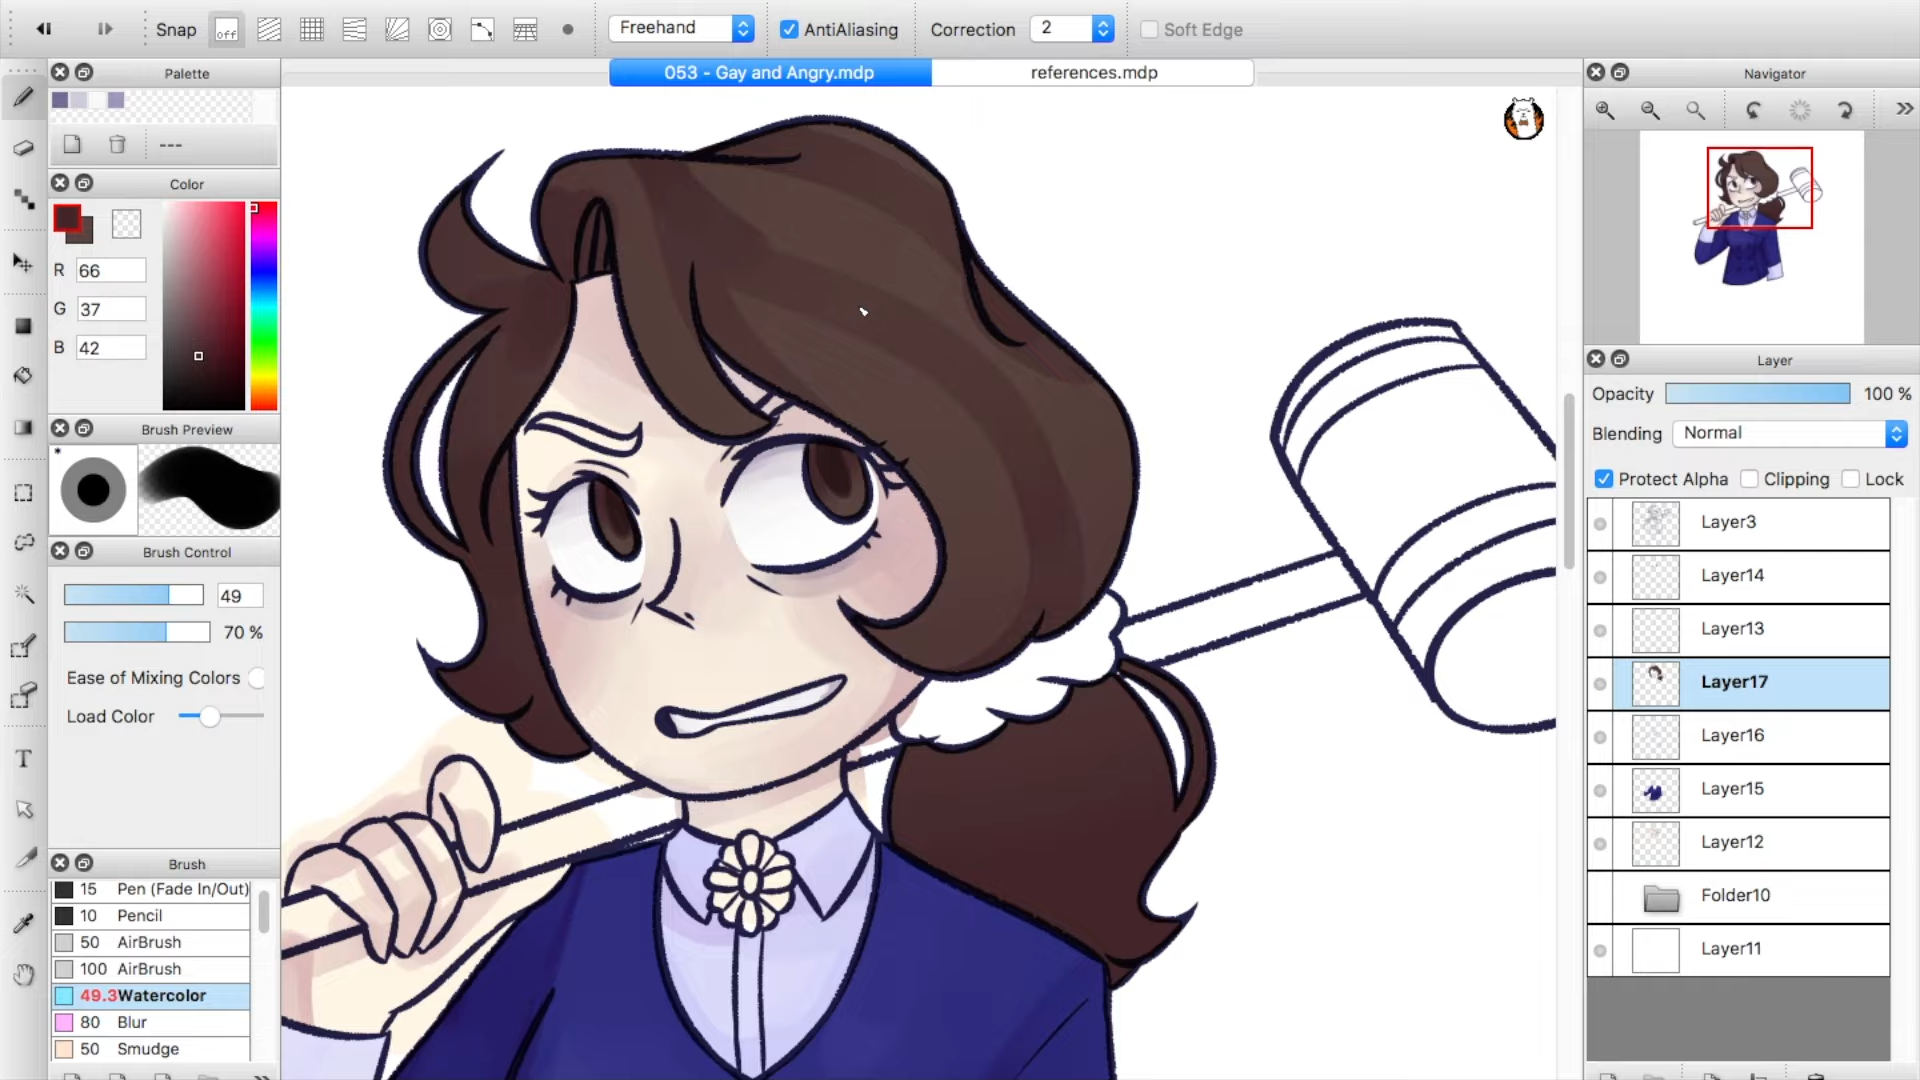 Snap
off
Freehand
AntiAliasing
Correction
2
Soft Edge
Palette
053 - Gay and Angry.mdp
references.mdp
Navigator
---
Color
R 66
G 37
B 42
Brush Preview
*
Brush Control
49
70 %
Ease of Mixing Colors
Load Color
Brush
15 Pen (Fade In/Out)
10 Pencil
50 AirBrush
100 AirBrush
49.3 Watercolor
80 Blur
50 Smudge
T
Layer
Opacity 100 %
Blending Normal
Protect Alpha Clipping Lock
Layer3
Layer14
Layer13
Layer17
Layer16
Layer15
Layer12
Folder10
Layer11